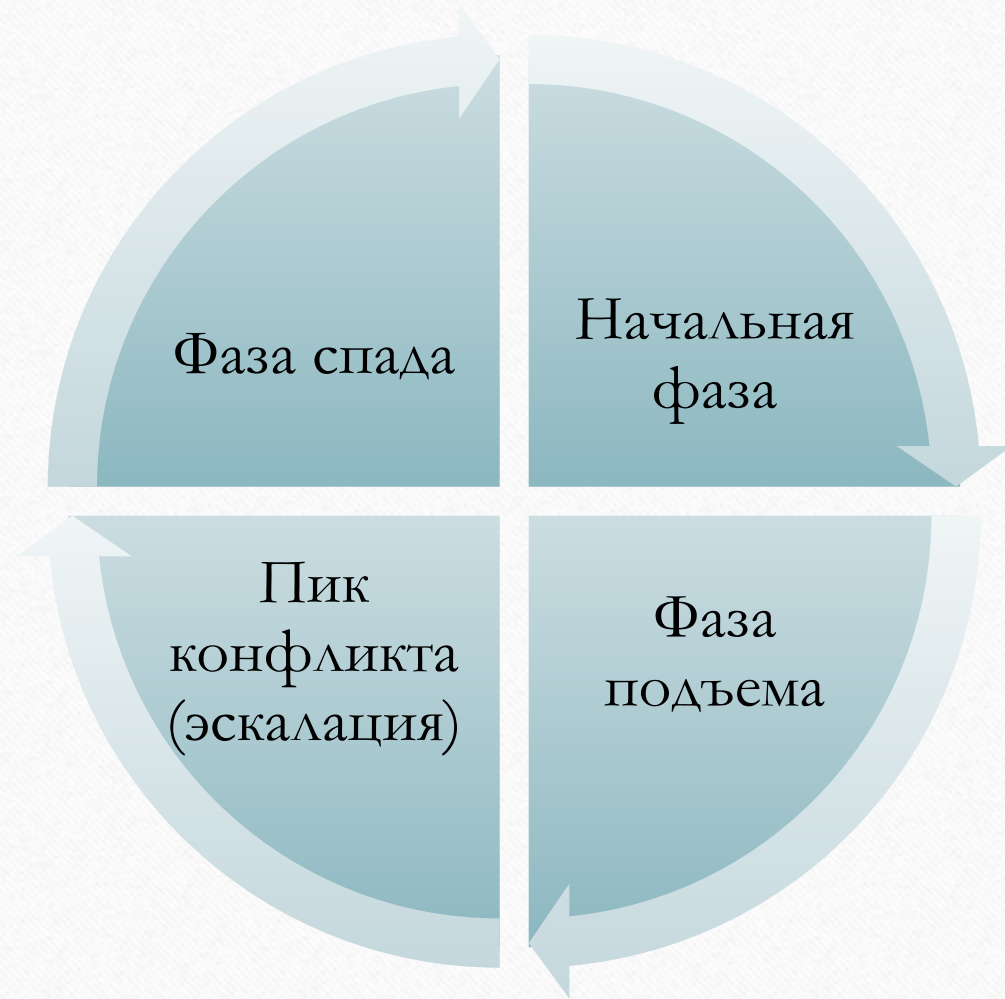 Начальная
фаза
Фаза
подъема
Пик
конфликта
(эскалация)
Фаза спада